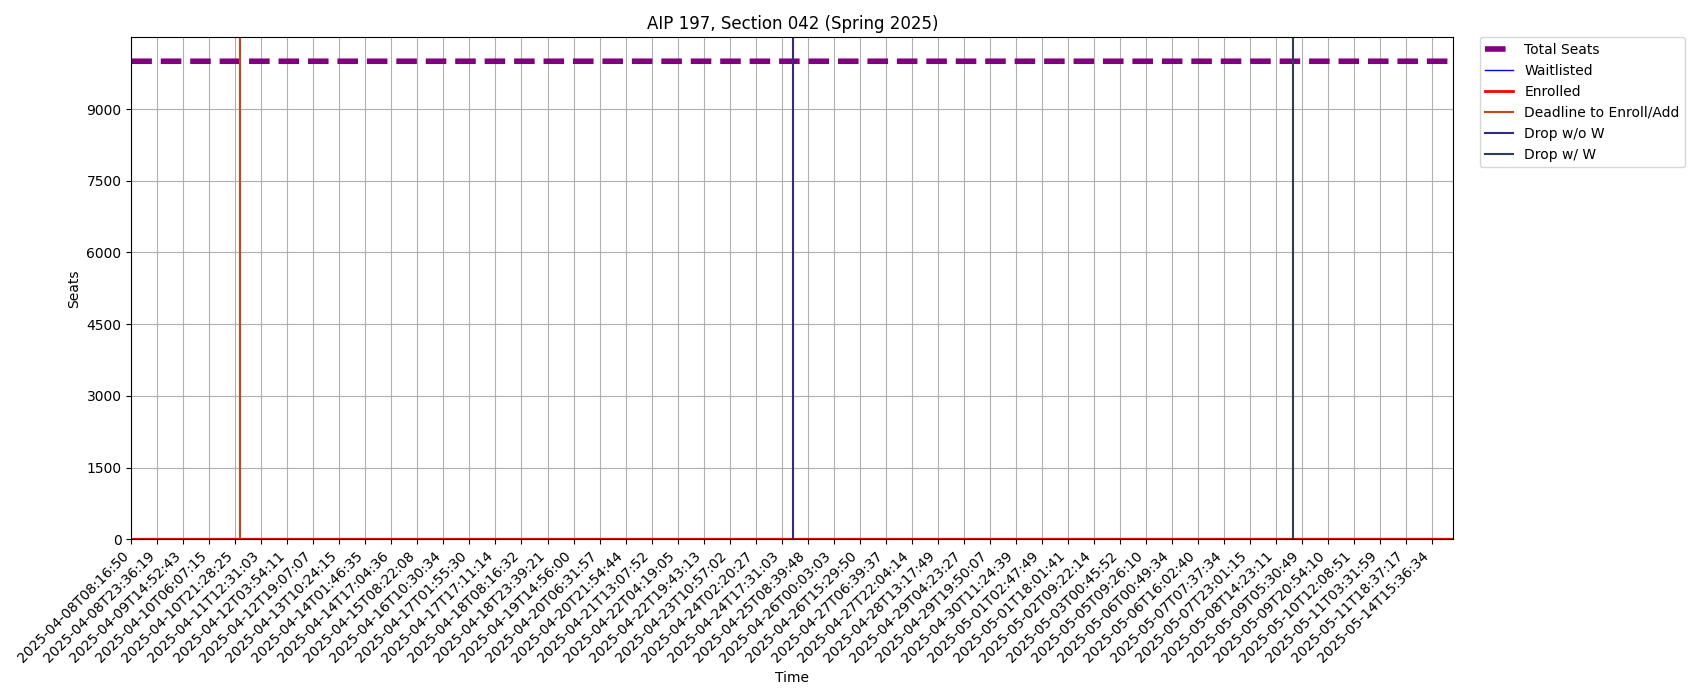 AIP 197, Section 042 (Spring 2025)
Total Seats
Waitlisted
Enrolled
Deadline to Enroll/Add
Drop w/o W
Drop w/ W
Seats
9000
7500
6000
4500
3000
1500
0
2025-04-08T08:16:50
2025-04-08T23:36:19
2025-04-09T14:52:43
2025-04-10T06:07:15
2025-04-10T21:28:25
2025-04-11T12:31:03
2025-04-12T03:54:11
2025-04-12T19:07:07
2025-04-13T10:24:15
2025-04-14T01:46:35
2025-04-14T17:04:36
2025-04-15T08:22:08
2025-04-16T10:30:34
2025-04-17T01:55:30
2025-04-17T17:11:14
2025-04-18T08:16:32
2025-04-18T23:39:21
2025-04-19T14:56:00
2025-04-20T06:31:57
2025-04-20T21:54:44
2025-04-21T13:07:52
2025-04-22T04:19:05
2025-04-22T19:43:13
2025-04-23T10:57:02
2025-04-24T02:20:27
2025-04-24T17:31:03
2025-04-25T08:39:48
2025-04-26T00:03:03
2025-04-26T15:29:50
2025-04-27T06:39:37
2025-04-27T22:04:14
2025-04-28T13:17:49
2025-04-29T04:23:27
2025-04-29T19:50:07
2025-04-30T11:24:39
2025-05-01T02:47:49
2025-05-01T18:01:41
2025-05-02T09:22:14
2025-05-03T00:45:52
2025-05-05T09:26:10
2025-05-06T00:49:34
2025-05-06T16:02:40
2025-05-07T07:37:34
2025-05-07T23:01:15
2025-05-08T14:23:11
2025-05-09T05:30:49
2025-05-09T20:54:10
2025-05-10T12:08:51
2025-05-11T03:31:59
2025-05-11T18:37:17
2025-05-14T15:36:34
Time